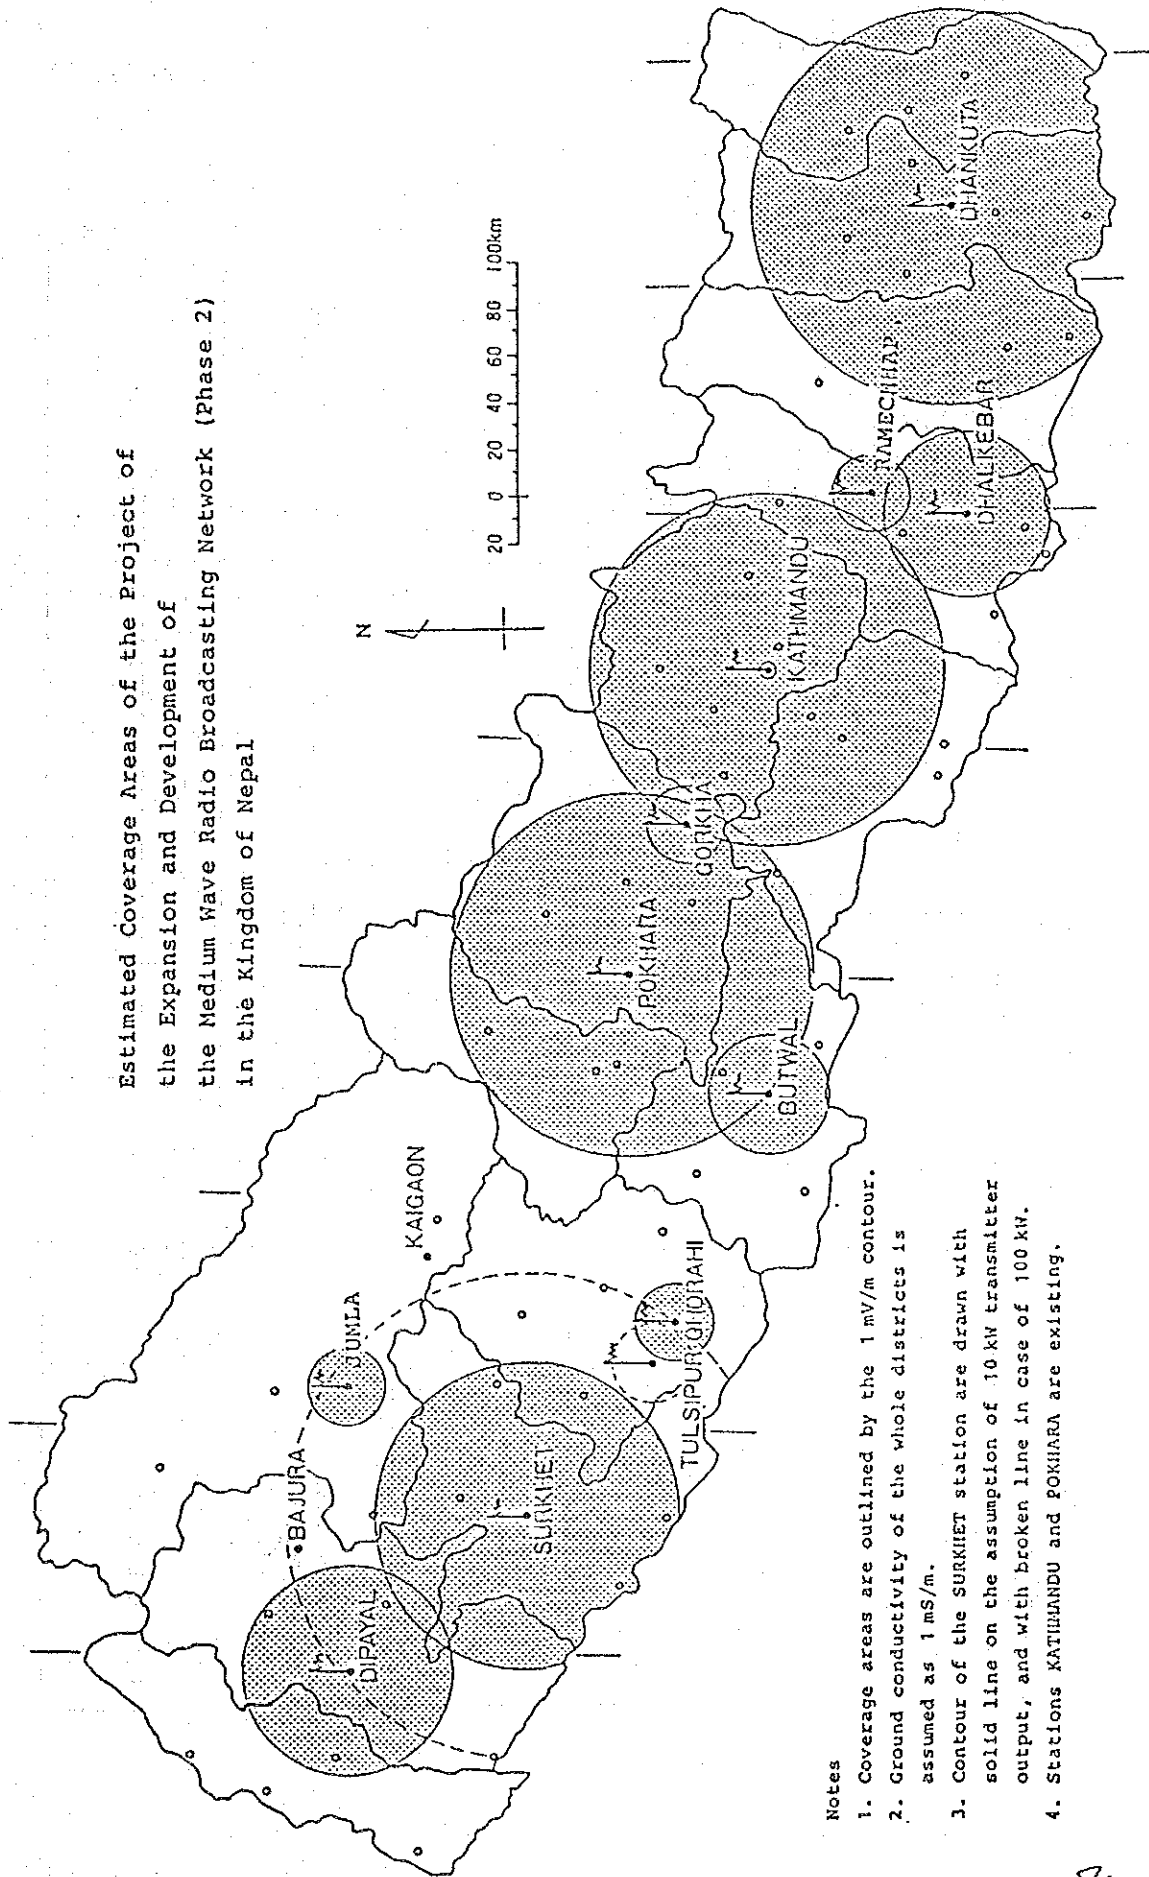 Estimated Coverage Areas of the Project of
the Expansion and Development of
the Medium Wave Radio Broadcasting Network (Phase 2)
in the Kingdom of Nepal
N
20 0 20 40 60 80 100km
BAJURA
JUMLA
KAIGAON
DIPAYAL
SURKHET
TULSIPUR
GHORAHI
POKHARA
GORKHA
BUTWAL
KATHMANDU
RAMECHHAP
DHALKEBAR
DHANKUTA
Notes
1. Coverage areas are outlined by the 1 mV/m contour.
2. Ground conductivity of the whole districts is
assumed as 1 mS/m.
3. Contour of the SURKHET station are drawn with
solid line on the assumption of 10 kW transmitter
output, and with broken line in case of 100 kW.
4. Stations KATHMANDU and POKHARA are existing.